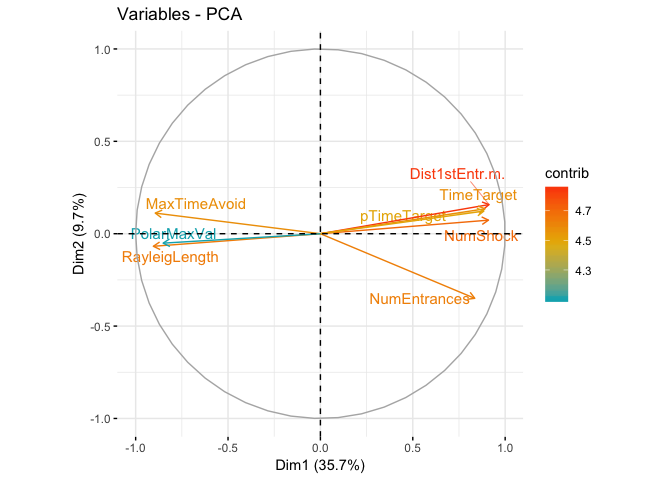 Variables - PCA
1.0
0.5
0.0
-0.5
-1.0
Dim2 (9.7%)
Dist1stEntr.m.
TimeTarget
pTimeTarget
NumShock
MaxTimeAvoid
PolarMaxVal
RayleigLength
NumEntrances
-1.0 -0.5 0.0 0.5 1.0
Dim1 (35.7%)
contrib
4.7
4.5
4.3